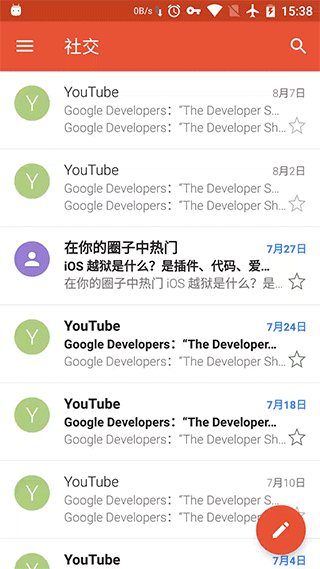 0B/s 15:38
社交
YouTube 8月7日
Google Developers："The Developer S...
Google Developers："The Developer Sh...
YouTube 8月2日
Google Developers："The Developer S...
Google Developers："The Developer Sh...
在你的圈子中热门 7月27日
iOS 越狱是什么？是插件、代码、爱...
在你的圈子中热门 iOS 越狱是什么？是...
YouTube 7月24日
Google Developers："The Developer...
Google Developers："The Developer Sh...
YouTube 7月18日
Google Developers："The Developer...
Google Developers："The Developer Sh...
YouTube 7月10日
Google Developers："The Developer S...
Google Developers："The Developer Sh...
YouTube 7月4日